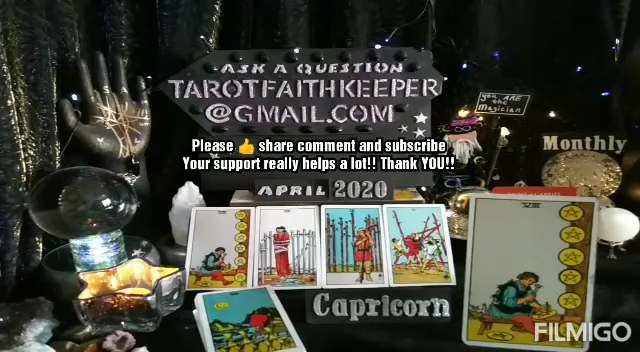 ASK A QUESTION
TAROTFAITHKEEPER
@GMAIL.COM
you ARE
the
Magician
Please 👍 share comment and subscribe
Your support really helps a lot!! Thank YOU!!
Monthly
APRIL 2020
VIII
Capricorn
FILMIGO